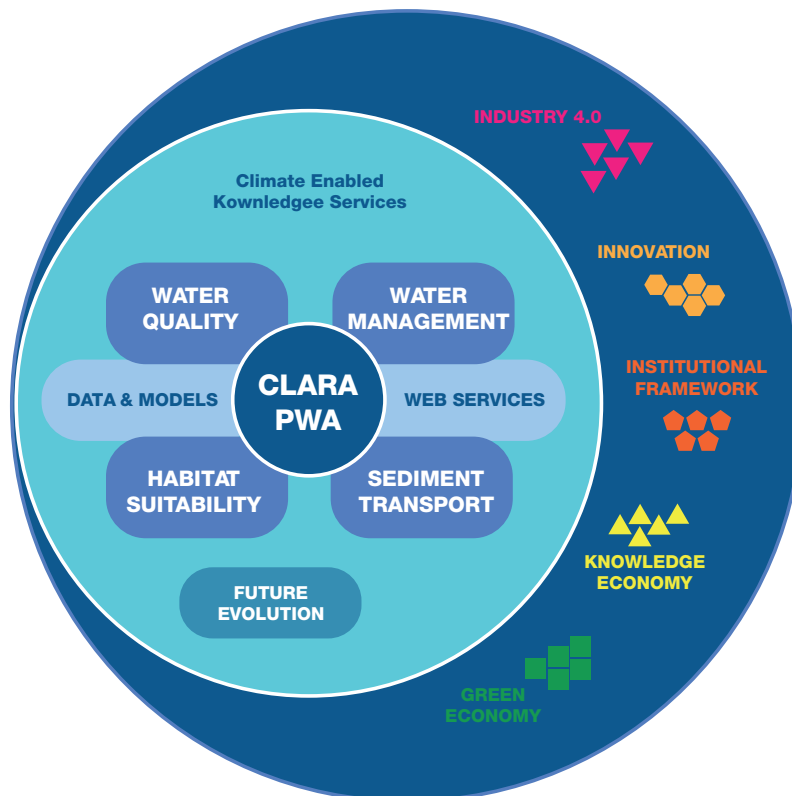 INDUSTRY 4.0
Climate Enabled
Kownledgee Services
INNOVATION
WATER
QUALITY
WATER
MANAGEMENT
INSTITUTIONAL
FRAMEWORK
DATA & MODELS
CLARA
PWA
WEB SERVICES
HABITAT
SUITABILITY
SEDIMENT
TRANSPORT
KNOWLEDGE
ECONOMY
FUTURE
EVOLUTION
GREEN
ECONOMY